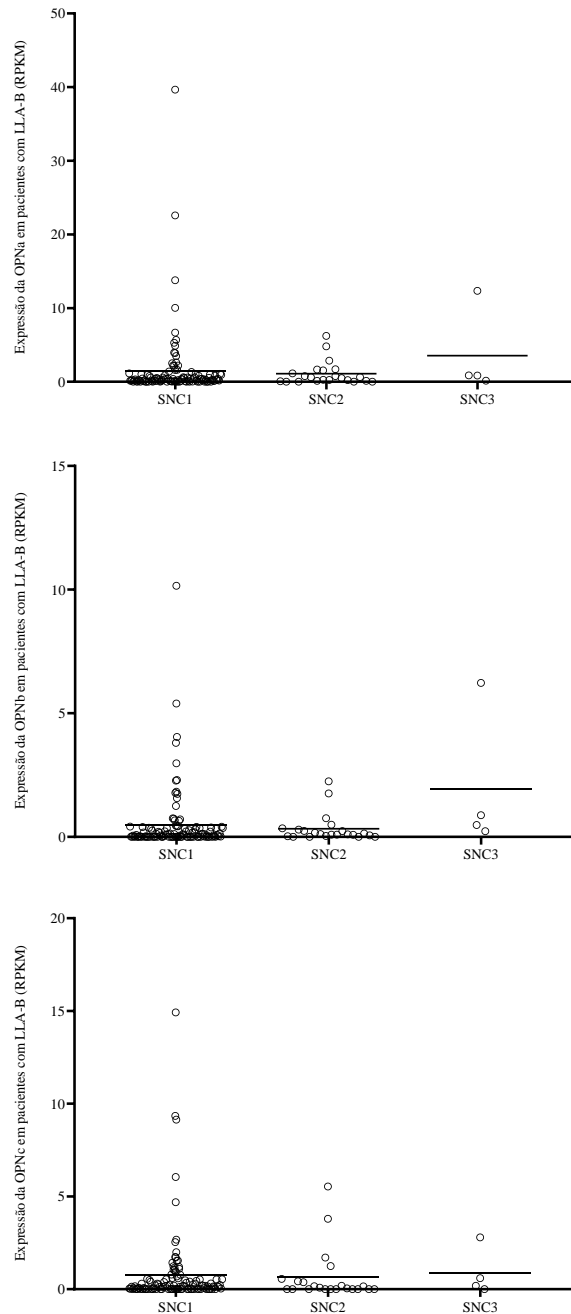 Expressão da OPNa em pacientes com LLA-B (RPKM)
50
40
30
20
10
0
SNC1 SNC2 SNC3
Expressão da OPNb em pacientes com LLA-B (RPKM)
15
10
5
0
SNC1 SNC2 SNC3
Expressão da OPNc em pacientes com LLA-B (RPKM)
20
15
10
5
0
SNC1 SNC2 SNC3